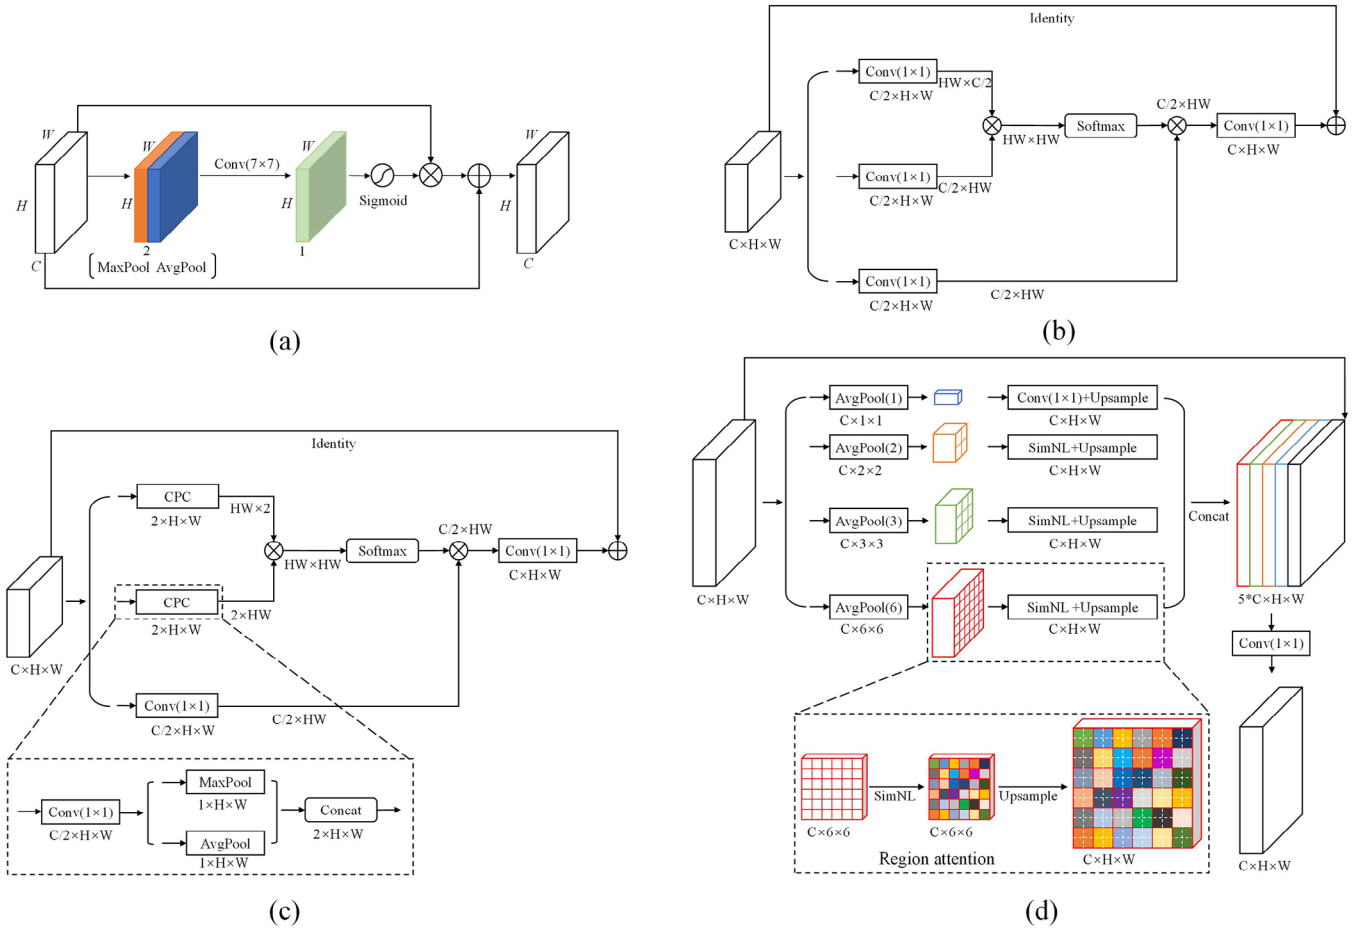 W
W
W
W
Conv(7×7)
H
H
H
H
Sigmoid
C
2
1
C
MaxPool AvgPool
(a)
Identity
Conv(1×1)
HW×C/2
C/2×H×W
C/2×HW
HW×HW
Softmax
Conv(1×1)
C×H×W
Conv(1×1)
C/2×HW
C/2×H×W
C×H×W
Conv(1×1)
C/2×HW
C/2×H×W
(b)
Identity
CPC
HW×2
2×H×W
C/2×HW
HW×HW
Softmax
Conv(1×1)
C×H×W
CPC
2×HW
2×H×W
C×H×W
Conv(1×1)
C/2×HW
C/2×H×W
MaxPool
1×H×W
Conv(1×1)
C/2×H×W
Concat
2×H×W
AvgPool
1×H×W
(c)
AvgPool(1)
Conv(1×1)+Upsample
C×1×1
C×H×W
AvgPool(2)
SimNL+Upsample
C×2×2
C×H×W
AvgPool(3)
SimNL+Upsample
Concat
C×3×3
C×H×W
C×H×W
AvgPool(6)
SimNL +Upsample
5*C×H×W
C×6×6
C×H×W
Conv(1×1)
SimNL
Upsample
C×6×6
C×6×6
C×H×W
Region attention
C×H×W
(d)